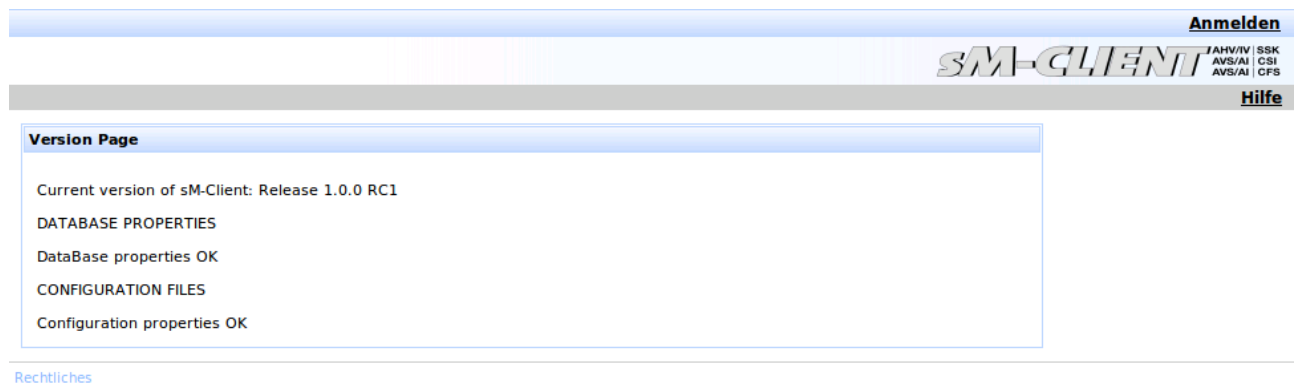 Anmelden
sM-CLIENT AHV/IV | SSK
AVS/AI | CSI
AVS/AI | CFS
Hilfe
Version Page
Current version of sM-Client: Release 1.0.0 RC1
DATABASE PROPERTIES
DataBase properties OK
CONFIGURATION FILES
Configuration properties OK
Rechtliches